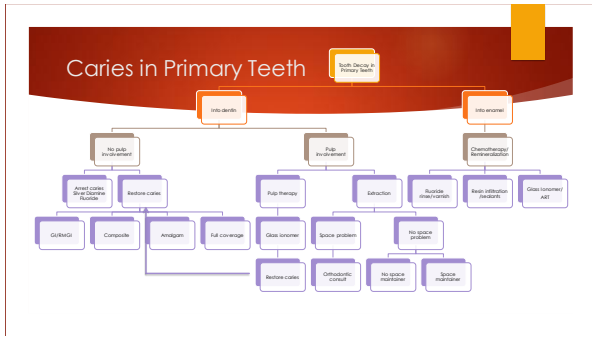 Caries in Primary Teeth
Tooth Decay in
Primary Teeth
Into dentin
Into enamel
No pulp
involvement
Pulp
involvement
Chemotherapy/
Remineralization
Arrest caries
Silver Diamine
Fluoride
Restore caries
Pulp therapy
Extraction
Fluoride
rinse/varnish
Resin infiltration
/sealants
Glass Ionomer/
ART
GI/RMGI
Composite
Amalgam
Full coverage
Glass ionomer
Space problem
No space
problem
Restore caries
Orthodontic
consult
No space
maintainer
Space
maintainer